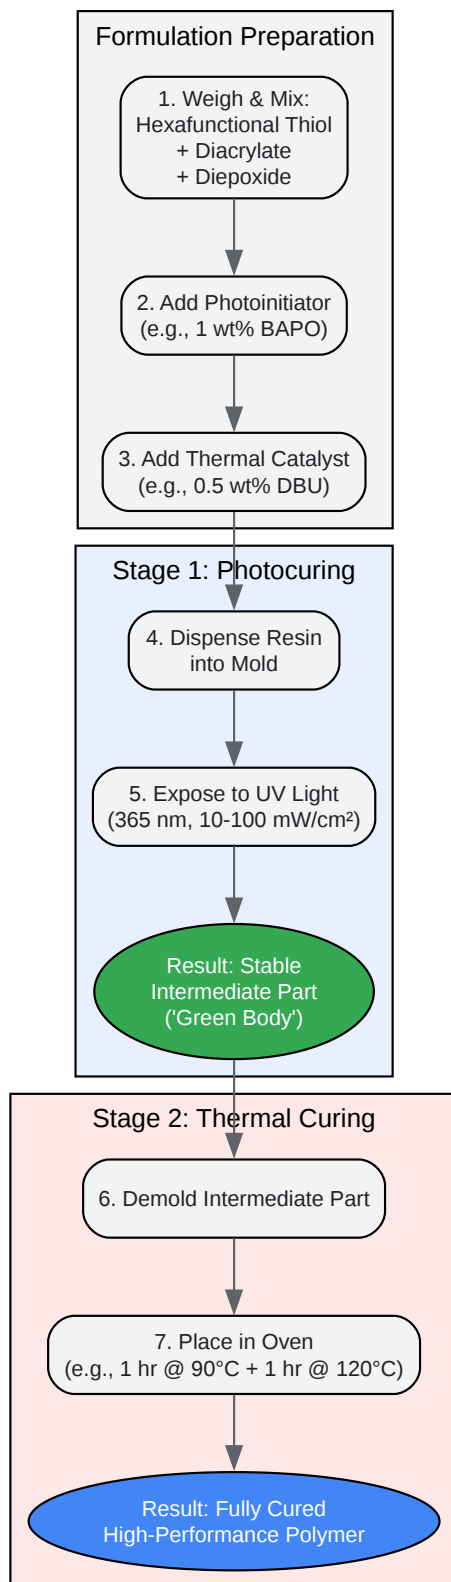 Formulation Preparation
1. Weigh & Mix:
Hexafunctional Thiol
+ Diacrylate
+ Diepoxide
2. Add Photoinitiator
(e.g., 1 wt% BAPO)
3. Add Thermal Catalyst
(e.g., 0.5 wt% DBU)
Stage 1: Photocuring
4. Dispense Resin
into Mold
5. Expose to UV Light
(365 nm, 10-100 mW/cm²)
Result: Stable
Intermediate Part
('Green Body')
Stage 2: Thermal Curing
6. Demold Intermediate Part
7. Place in Oven
(e.g., 1 hr @ 90°C + 1 hr @ 120°C)
Result: Fully Cured
High-Performance Polymer